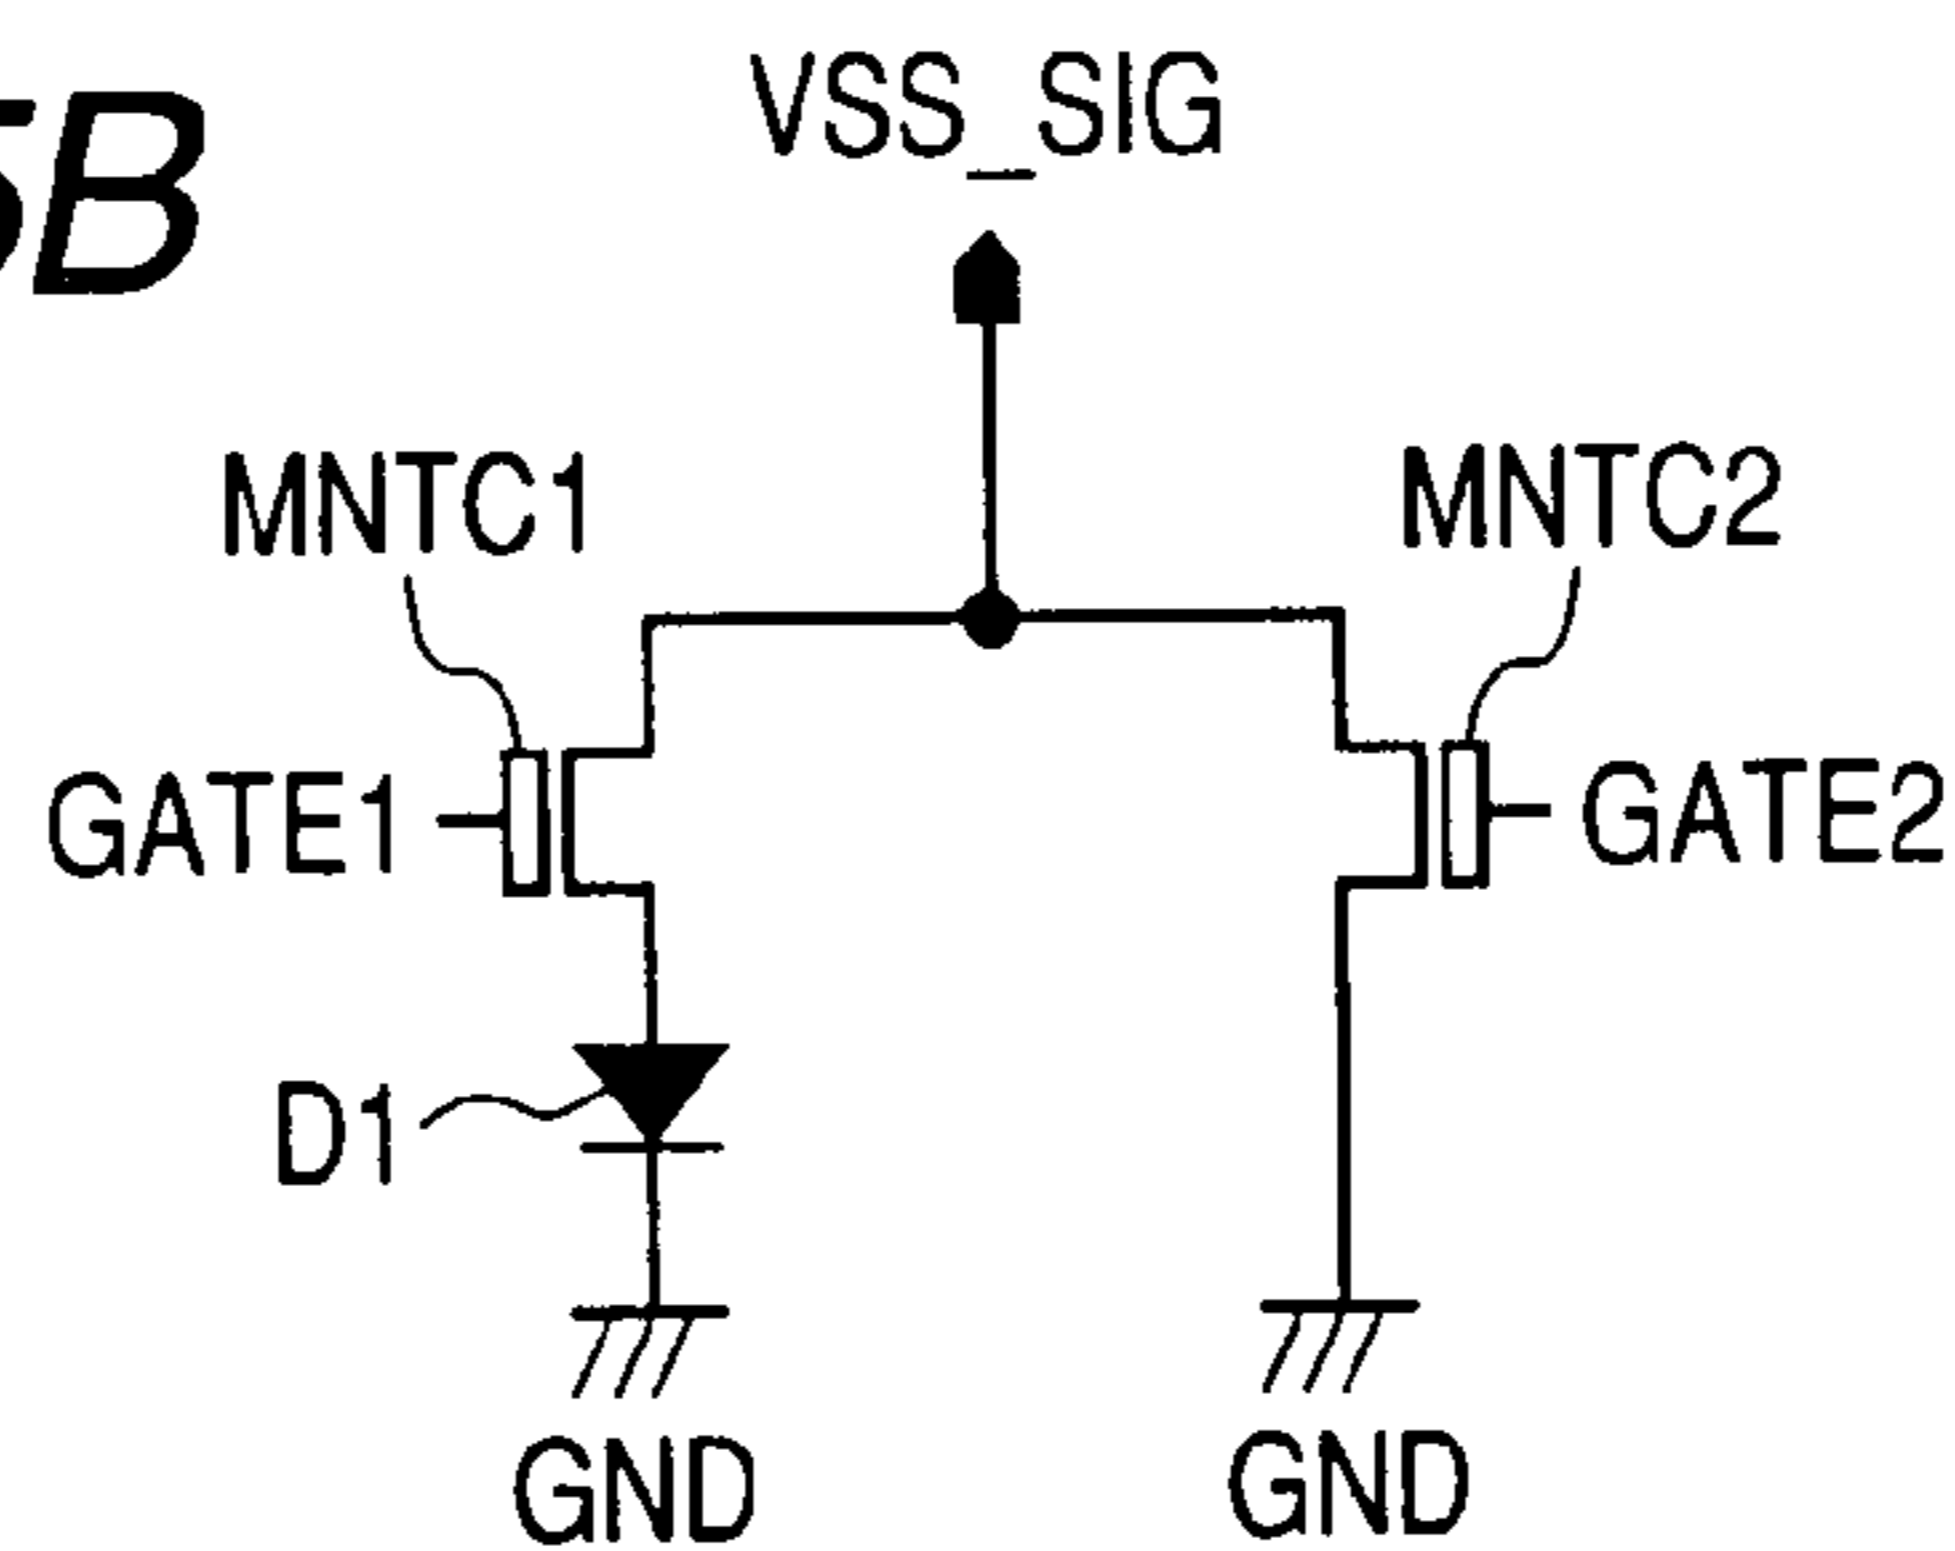 5B
VSS_SIG
MNTC1
MNTC2
GATE1
GATE2
D1
GND
GND